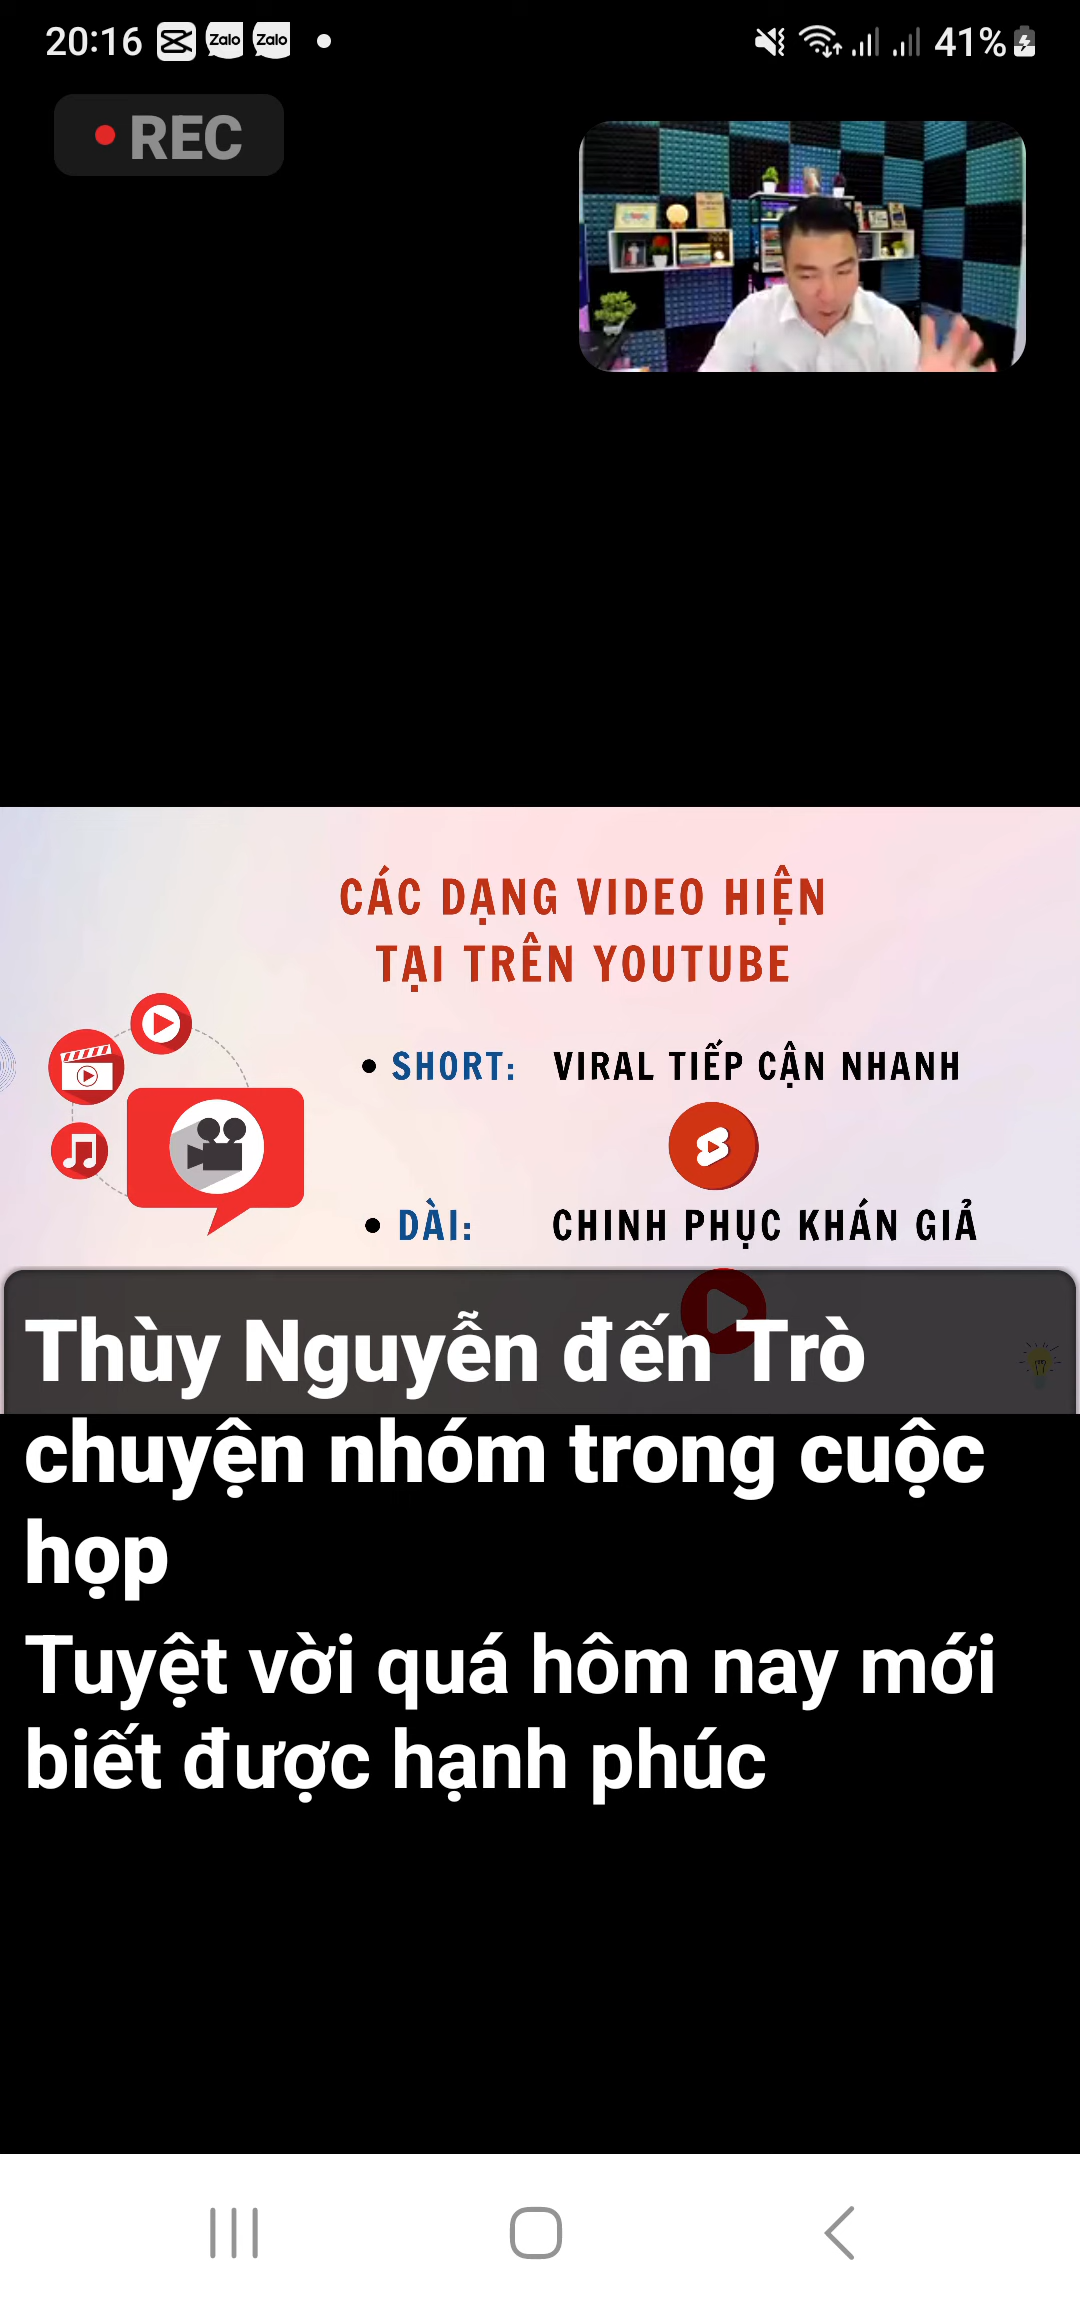 20:16 Zalo Zalo 41%
REC
CÁC DẠNG VIDEO HIỆN
TẠI TRÊN YOUTUBE
• SHORT: VIRAL TIẾP CẬN NHANH
• DÀI: CHINH PHỤC KHÁN GIẢ
Thùy Nguyễn đến Trò
chuyện nhóm trong cuộc
họp
Tuyệt vời quá hôm nay mới
biết được hạnh phúc